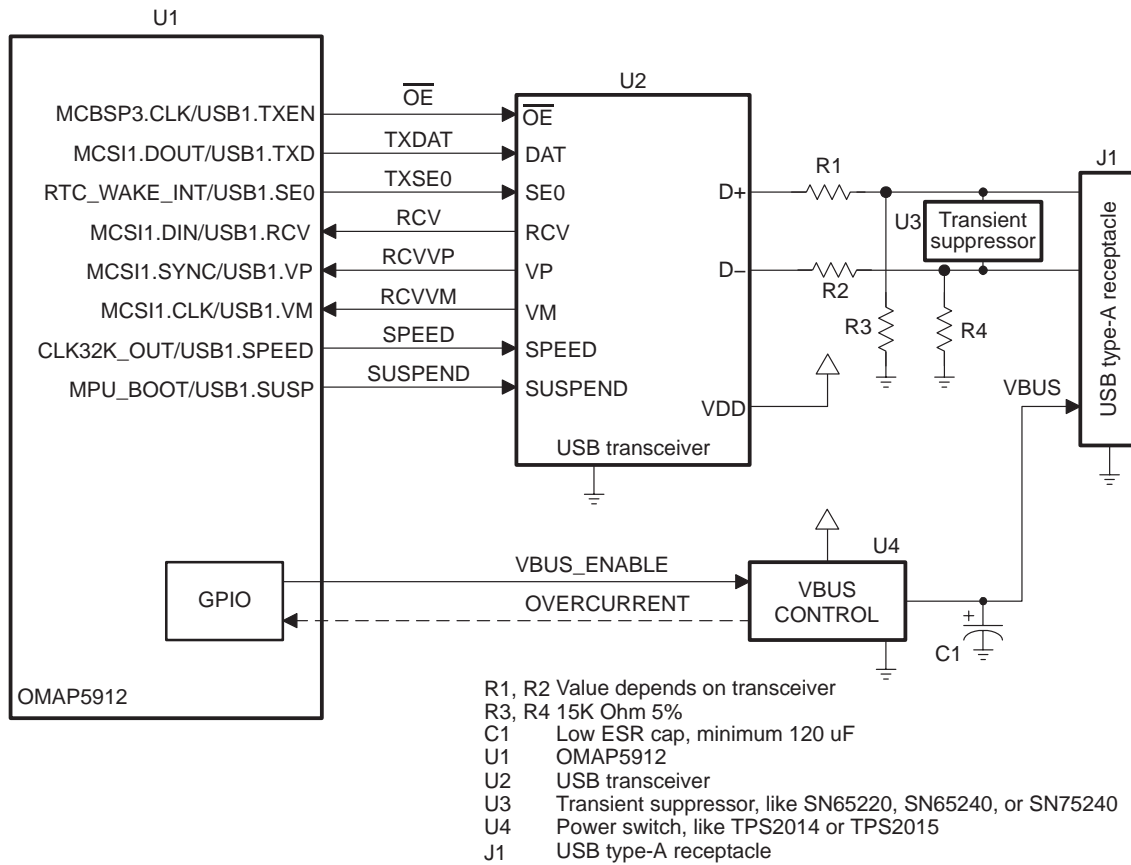 U1
MCBSP3.CLK/USB1.TXEN
MCSI1.DOUT/USB1.TXD
RTC_WAKE_INT/USB1.SE0
MCSI1.DIN/USB1.RCV
MCSI1.SYNC/USB1.VP
MCSI1.CLK/USB1.VM
CLK32K_OUT/USB1.SPEED
MPU_BOOT/USB1.SUSP
GPIO
OMAP5912
OE
TXDAT
TXSE0
RCV
RCVVP
RCVVM
SPEED
SUSPEND
VBUS_ENABLE
OVERCURRENT
U2
OE
DAT
SE0
RCV
VP
VM
SPEED
SUSPEND
D+
D–
VDD
USB transceiver
R1
R2
R3
R4
U3
Transient
suppressor
J1
USB type-A receptacle
VBUS
U4
VBUS
CONTROL
+
C1
R1, R2 Value depends on transceiver
R3, R4 15K Ohm 5%
C1 Low ESR cap, minimum 120 uF
U1 OMAP5912
U2 USB transceiver
U3 Transient suppressor, like SN65220, SN65240, or SN75240
U4 Power switch, like TPS2014 or TPS2015
J1 USB type-A receptacle